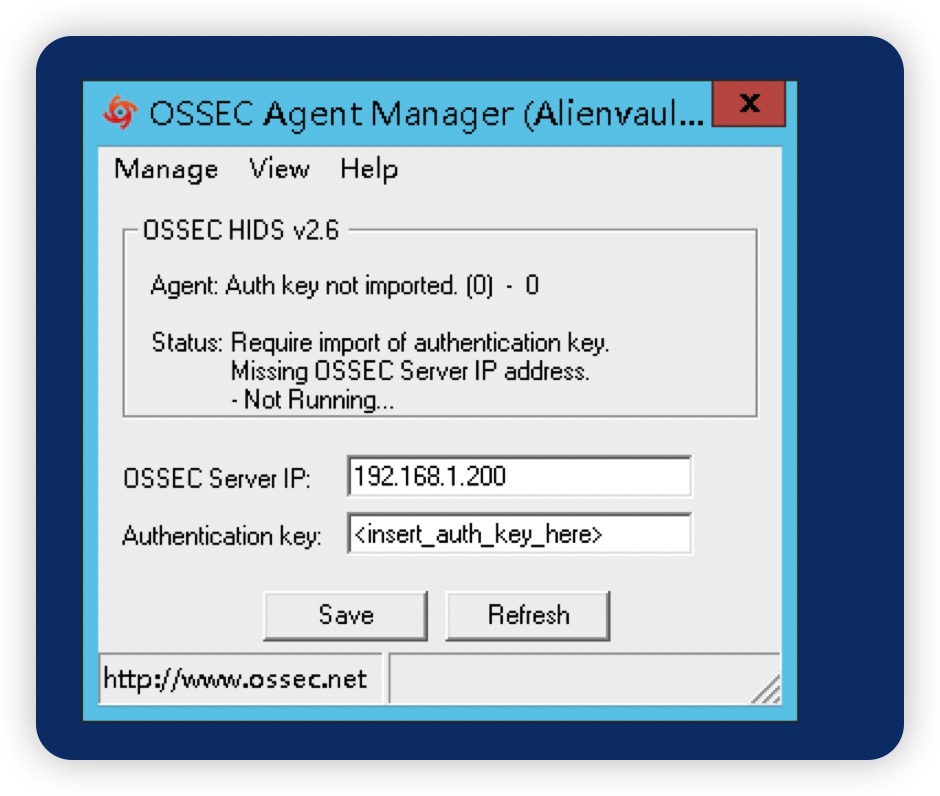 OSSEC Agent Manager (Alienvaul...
x
Manage View Help
OSSEC HIDS v2.6
Agent: Auth key not imported. (0) - 0
Status: Require import of authentication key.
Missing OSSEC Server IP address.
- Not Running...
OSSEC Server IP: 192.168.1.200
Authentication key: <insert_auth_key_here>
Save Refresh
http://www.ossec.net